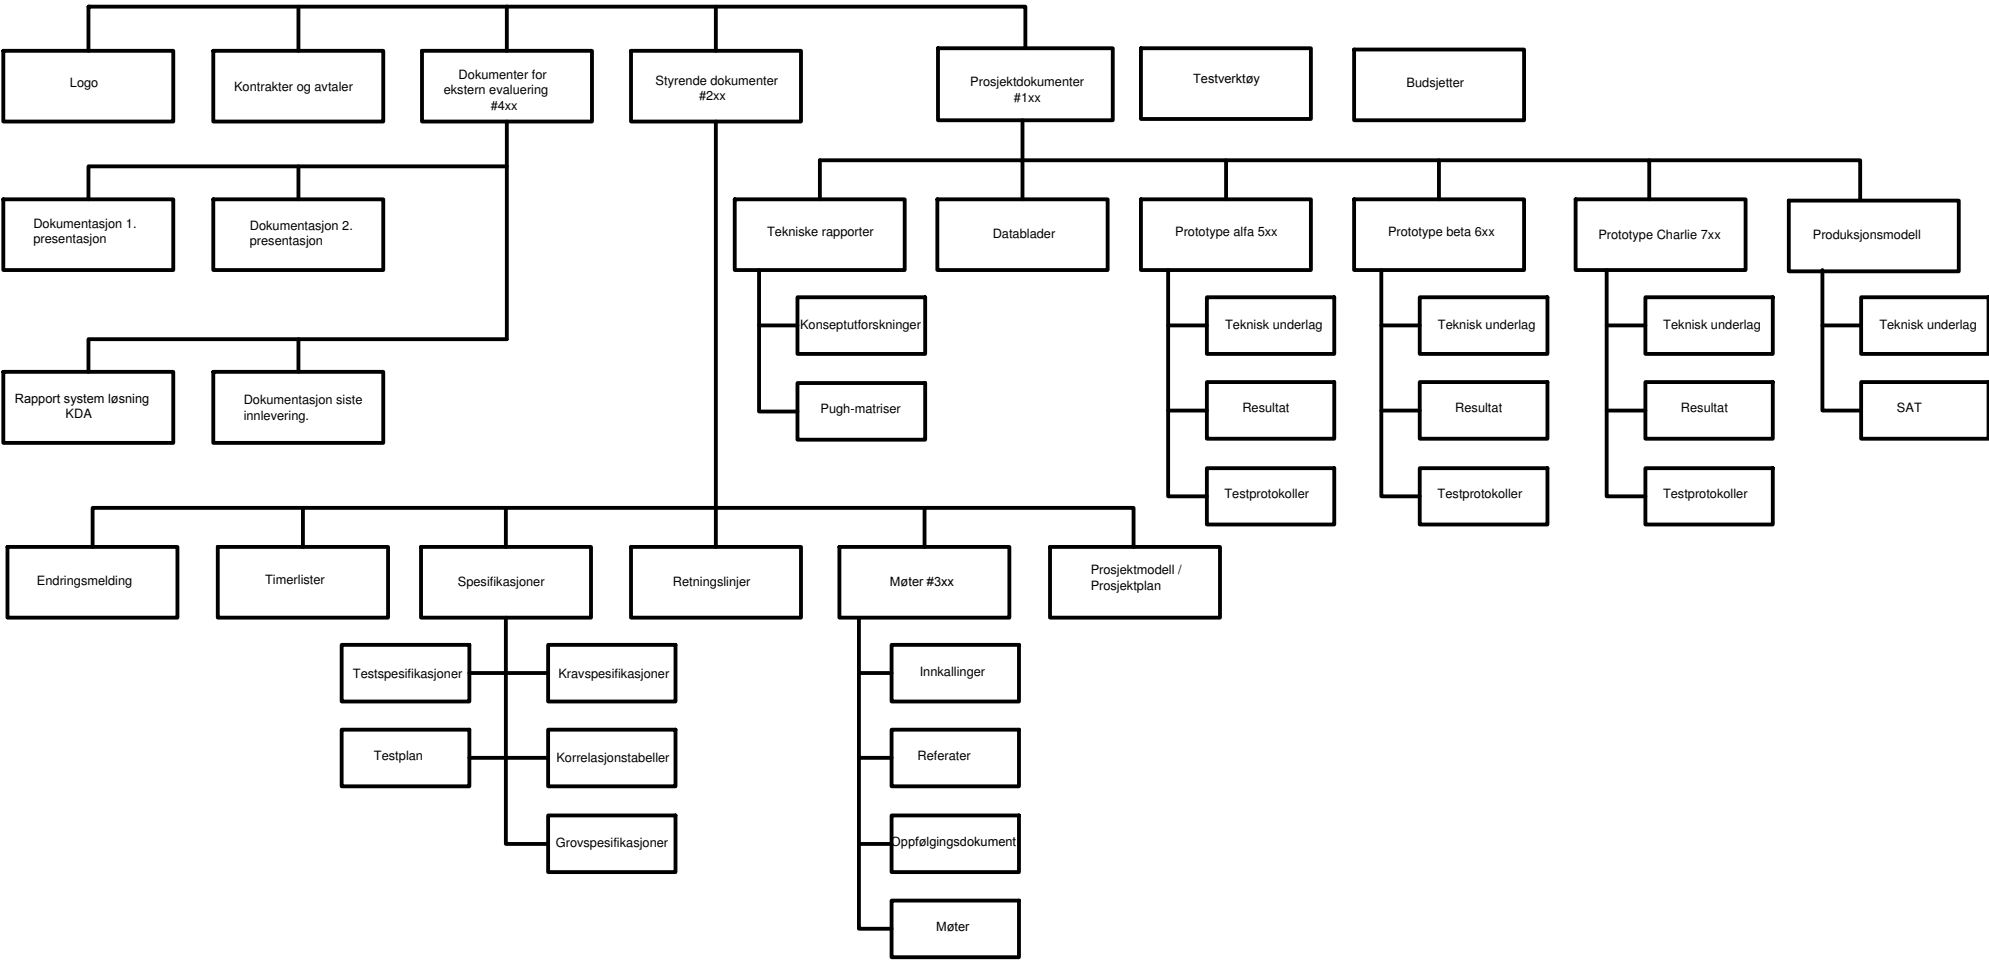 Logo
Kontrakter og avtaler
Dokumenter for
ekstern evaluering
#4xx
Styrende dokumenter
#2xx
Prosjektdokumenter
#1xx
Testverktøy
Budsjetter
Dokumentasjon 1.
presentasjon
Dokumentasjon 2.
presentasjon
Tekniske rapporter
Datablader
Prototype alfa 5xx
Prototype beta 6xx
Prototype Charlie 7xx
Produksjonsmodell
Konseptutforskninger
Teknisk underlag
Teknisk underlag
Teknisk underlag
Teknisk underlag
Rapport system løsning
KDA
Dokumentasjon siste
innlevering.
Pugh-matriser
Resultat
Resultat
Resultat
SAT
Testprotokoller
Testprotokoller
Testprotokoller
Endringsmelding
Timerlister
Spesifikasjoner
Retningslinjer
Møter #3xx
Prosjektmodell /
Prosjektplan
Testspesifikasjoner
Kravspesifikasjoner
Innkallinger
Testplan
Korrelasjonstabeller
Referater
Grovspesifikasjoner
Oppfølgingsdokument
Møter